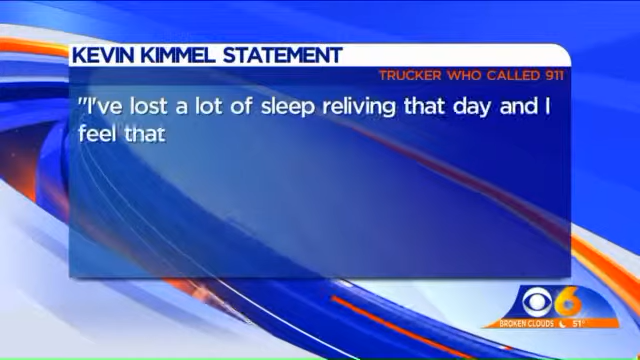 KEVIN KIMMEL STATEMENT
TRUCKER WHO CALLED 911
"I've lost a lot of sleep reliving that day and I
feel that
6
BROKEN CLOUDS 51°